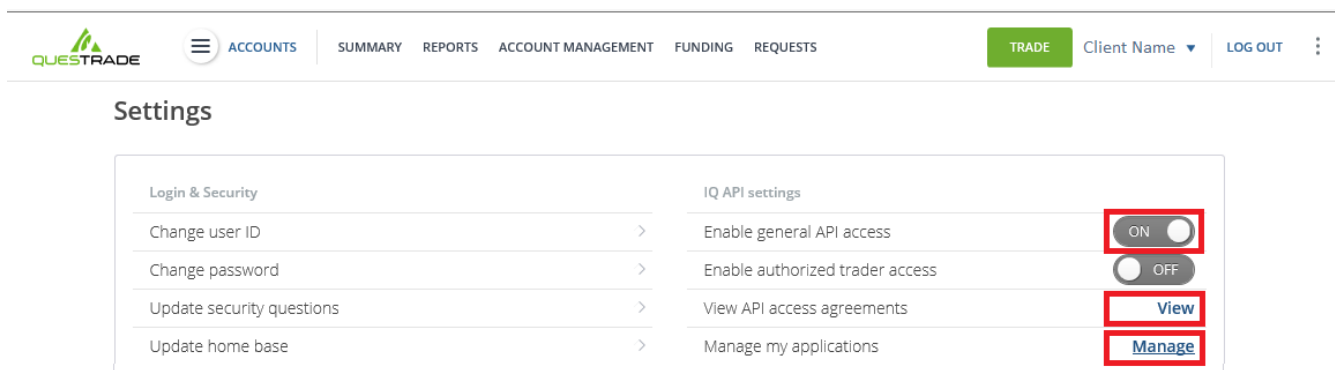 QUESTRADE
ACCOUNTS
SUMMARY REPORTS ACCOUNT MANAGEMENT FUNDING REQUESTS
TRADE
Client Name
LOG OUT
Settings
Login & Security
Change user ID
Change password
Update security questions
Update home base
IQ API settings
Enable general API access ON
Enable authorized trader access OFF
View API access agreements View
Manage my applications Manage